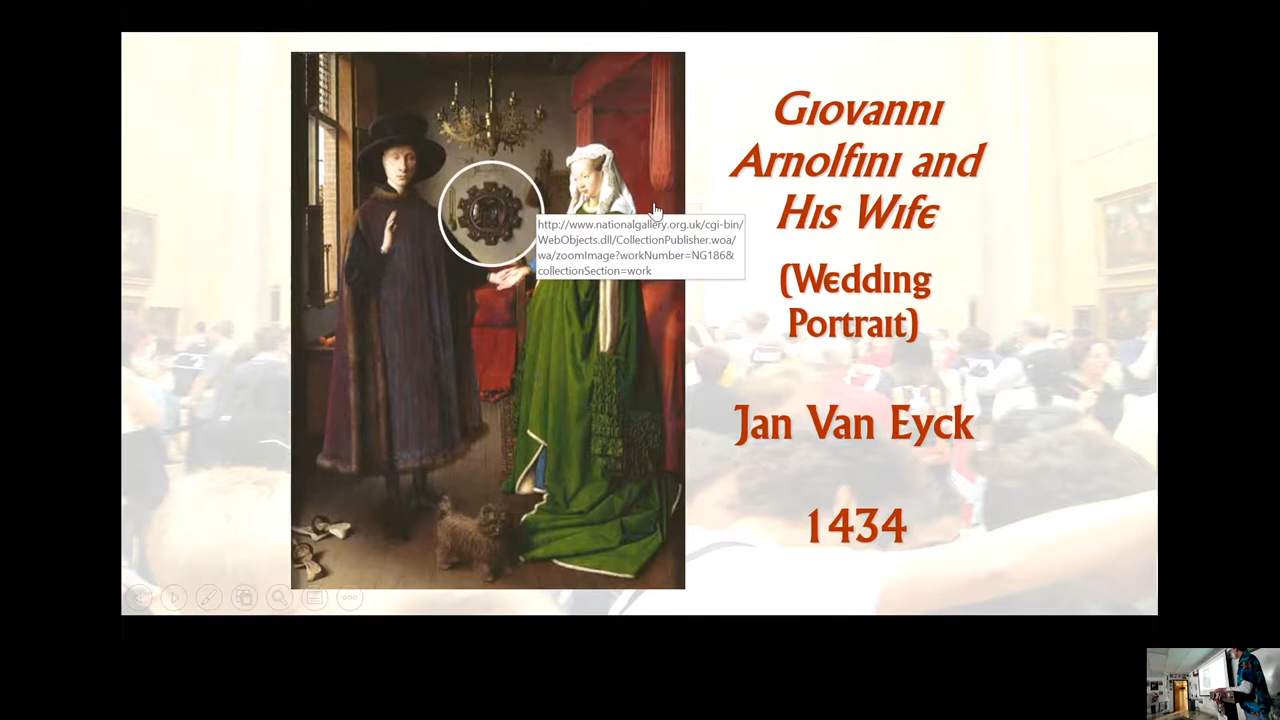 Giovanni
Arnolfini and
His Wife
(Wedding
Portrait)
Jan Van Eyck
1434
http://www.nationalgallery.org.uk/cgi-bin/
WebObjects.dll/CollectionPublisher.woa/
wa/zoomImage?workNumber=NG186&
collectionSection=work